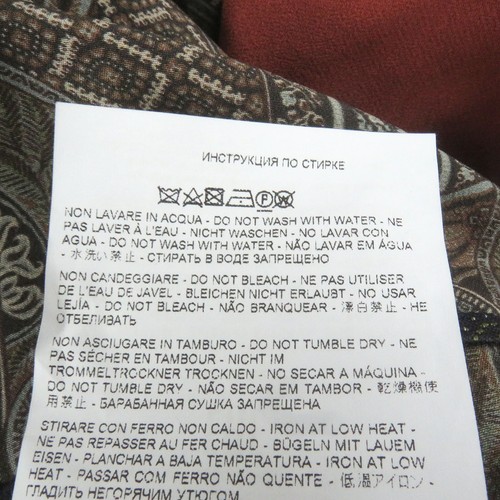 ИНСТРУКЦИЯ ПО СТИРКЕ
NON LAVARE IN ACQUA - DO NOT WASH WITH WATER - NE
PAS LAVER À L'EAU - NICHT WASCHEN - NO LAVAR CON
AGUA - DO NOT WASH WITH WATER - NÃO LAVAR EM ÁGUA
- 水洗い禁止 - СТИРАТЬ В ВОДЕ ЗАПРЕЩЕНО
NON CANDEGGIARE - DO NOT BLEACH - NE PAS UTILISER
DE L'EAU DE JAVEL - BLEICHEN NICHT ERLAUBT - NO USAR
LEJÍA - DO NOT BLEACH - NÃO BRANQUEAR - 漂白禁止 - НЕ
ОТБЕЛИВАТЬ
NON ASCIUGARE IN TAMBURO - DO NOT TUMBLE DRY - NE
PAS SÉCHER EN TAMBOUR - NICHT IM
TROMMELTROCKNER TROCKNEN - NO SECAR A MÁQUINA -
DO NOT TUMBLE DRY - NÃO SECAR EM TAMBOR - 乾燥機使
用禁止 - БАРАБАННАЯ СУШКА ЗАПРЕЩЕНА
STIRARE CON FERRO NON CALDO - IRON AT LOW HEAT -
NE PAS REPASSER AU FER CHAUD - BÜGELN MIT LAUEM
EISEN - PLANCHAR A BAJA TEMPERATURA - IRON AT LOW
HEAT - PASSAR COM FERRO NÃO QUENTE - 低温アイロン -
ГЛАДИТЬ НЕГОРЯЧИМ УТЮГОМ